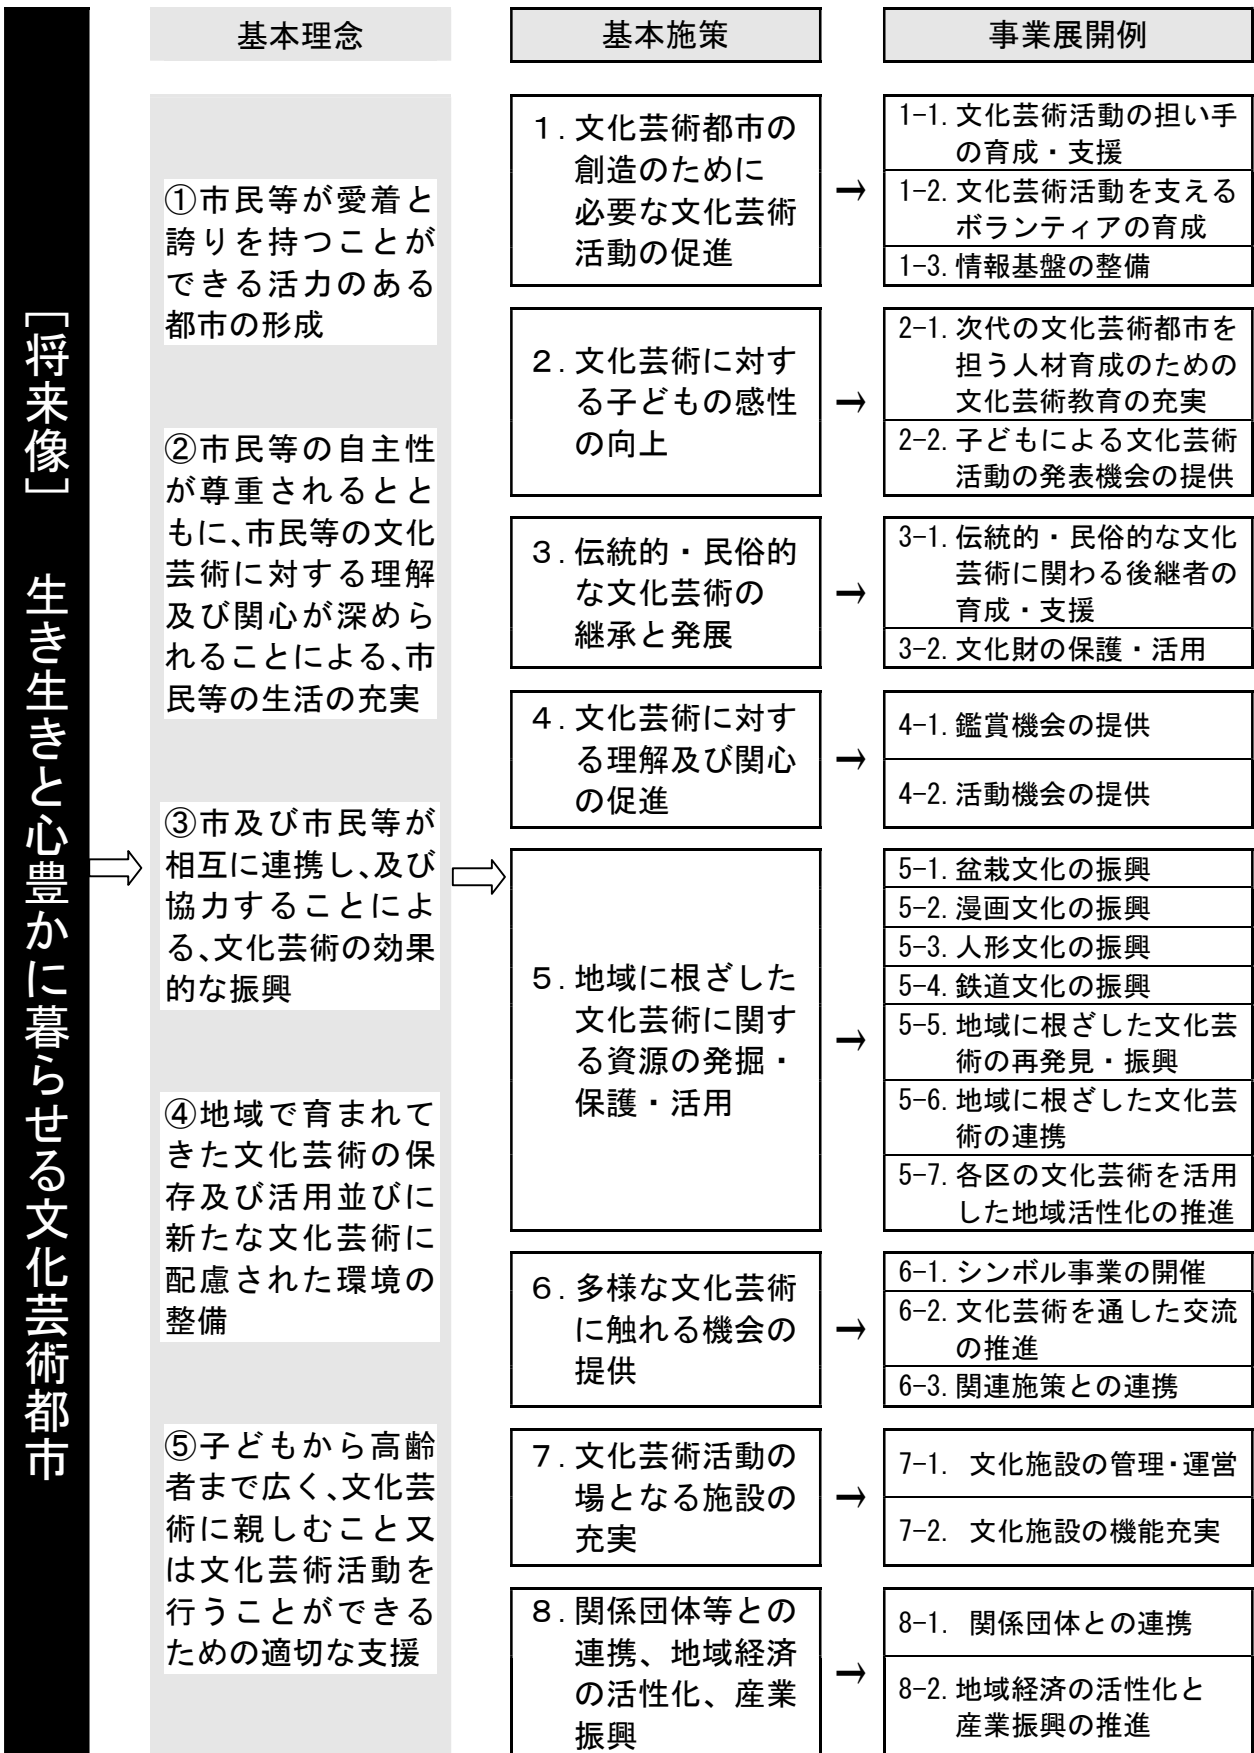 ［将来像］　生き生きと心豊かに暮らせる文化芸術都市
基本理念
①市民等が愛着と
誇りを持つことが
できる活力のある
都市の形成
②市民等の自主性
が尊重されるとと
もに、市民等の文化
芸術に対する理解
及び関心が深めら
れることによる、市
民等の生活の充実
③市及び市民等が
相互に連携し、及び
協力することによ
る、文化芸術の効果
的な振興
④地域で育まれて
きた文化芸術の保
存及び活用並びに
新たな文化芸術に
配慮された環境の
整備
⑤子どもから高齢
者まで広く、文化芸
術に親しむこと又
は文化芸術活動を
行うことができる
ための適切な支援
基本施策
事業展開例
１.文化芸術都市の
創造のために
必要な文化芸術
活動の促進
→
1-1.文化芸術活動の担い手
の育成・支援
1-2.文化芸術活動を支える
ボランティアの育成
1-3.情報基盤の整備
２.文化芸術に対す
る子どもの感性
の向上
→
2-1.次代の文化芸術都市を
担う人材育成のための
文化芸術教育の充実
2-2.子どもによる文化芸術
活動の発表機会の提供
３.伝統的・民俗的
な文化芸術の
継承と発展
→
3-1.伝統的・民俗的な文化
芸術に関わる後継者の
育成・支援
3-2.文化財の保護・活用
４.文化芸術に対す
る理解及び関心
の促進
→
4-1.鑑賞機会の提供
4-2.活動機会の提供
５.地域に根ざした
文化芸術に関す
る資源の発掘・
保護・活用
→
5-1.盆栽文化の振興
5-2.漫画文化の振興
5-3.人形文化の振興
5-4.鉄道文化の振興
5-5.地域に根ざした文化芸
術の再発見・振興
5-6.地域に根ざした文化芸
術の連携
5-7.各区の文化芸術を活用
した地域活性化の推進
６.多様な文化芸術
に触れる機会の
提供
→
6-1.シンボル事業の開催
6-2.文化芸術を通した交流
の推進
6-3.関連施策との連携
７.文化芸術活動の
場となる施設の
充実
→
7-1. 文化施設の管理・運営
7-2. 文化施設の機能充実
８.関係団体等との
連携、地域経済
の活性化、産業
振興
→
8-1. 関係団体との連携
8-2.地域経済の活性化と
産業振興の推進